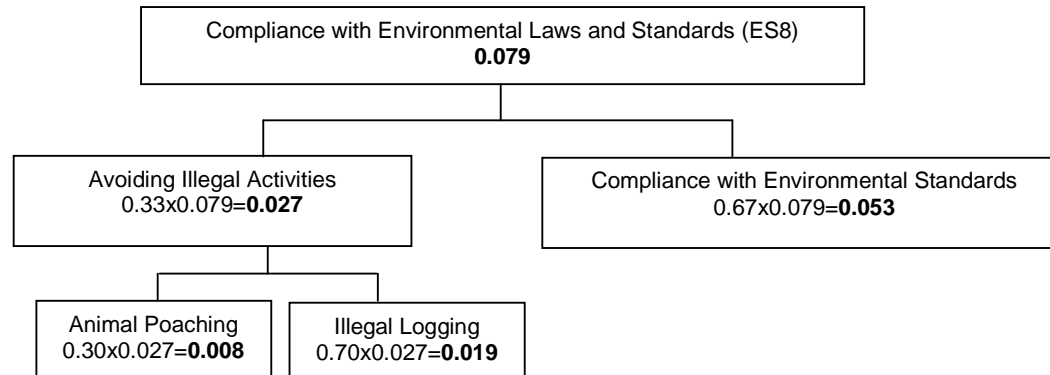 Compliance with Environmental Laws and Standards (ES8)
0.079
Avoiding Illegal Activities
0.33x0.079=0.027
Compliance with Environmental Standards
0.67x0.079=0.053
Animal Poaching
0.30x0.027=0.008
Illegal Logging
0.70x0.027=0.019